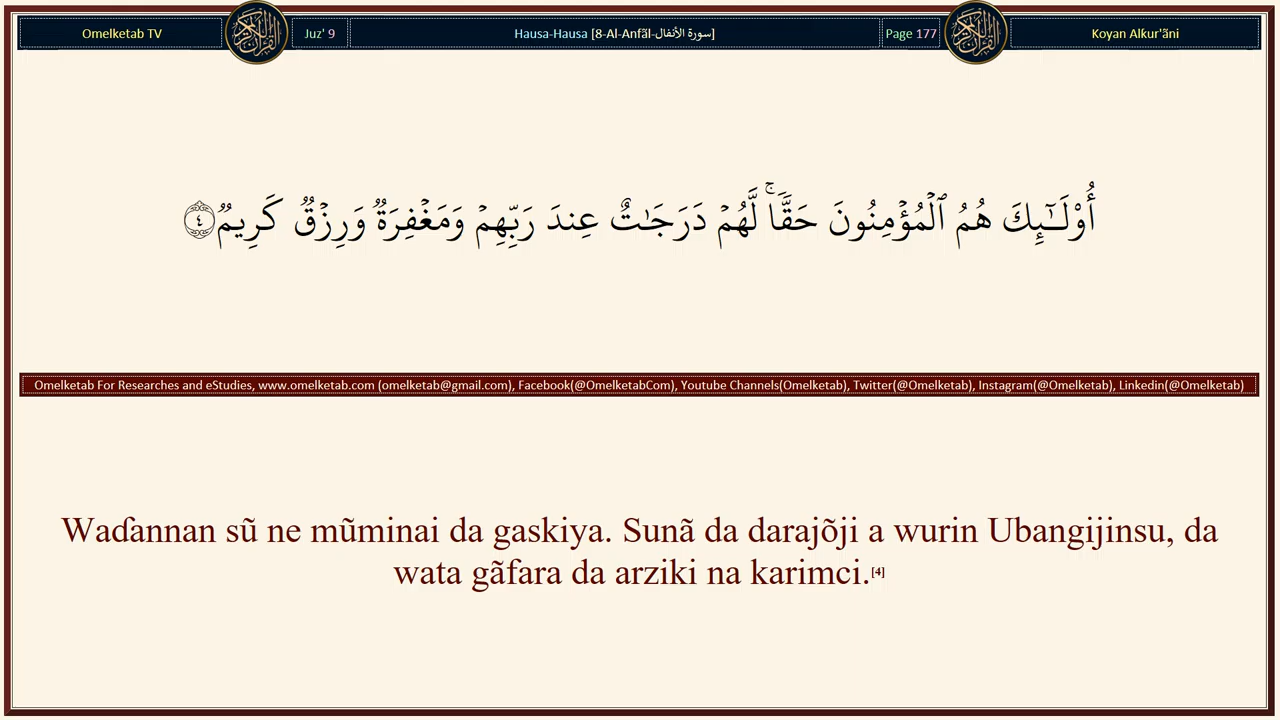 Omelketab TV
Juz' 9
Hausa-Hausa [8-Al-Anfãl-سورة الأنفال]
Page 177
Koyan Alƙur'ãni
أُوْلَـٰٓئِكَ هُمُ ٱلۡمُؤۡمِنُونَ حَقّٗاۚ لَّهُمۡ دَرَجَٰتٌ عِندَ رَبِّهِمۡ وَمَغۡفِرَةٞ وَرِزۡقٞ كَرِيمٞ ٤
Omelketab For Researches and eStudies, www.omelketab.com (omelketab@gmail.com), Facebook(@OmelketabCom), Youtube Channels(Omelketab), Twitter(@Omelketab), Instagram(@Omelketab), Linkedin(@Omelketab)
Waɗannan sũ ne mũminai da gaskiya. Sunã da darajõji a wurin Ubangijinsu, da
wata gãfara da arziki na karimci.[4]